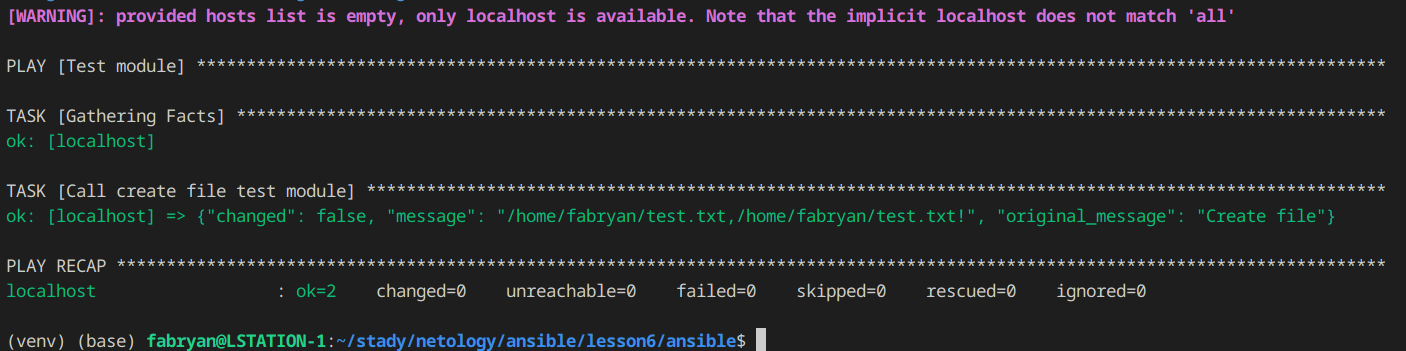 [WARNING]: provided hosts list is empty, only localhost is available. Note that the implicit localhost does not match 'all'
PLAY [Test module] ***********************************************************************************************************************
TASK [Gathering Facts] *******************************************************************************************************************
ok: [localhost]
TASK [Call create file test module] ******************************************************************************************************
ok: [localhost] => {"changed": false, "message": "/home/fabryan/test.txt,/home/fabryan/test.txt!", "original_message": "Create file"}
PLAY RECAP *******************************************************************************************************************************
localhost                  : ok=2    changed=0    unreachable=0    failed=0    skipped=0    rescued=0    ignored=0
(venv) (base) fabryan@LSTATION-1:~/stady/netology/ansible/lesson6/ansible$